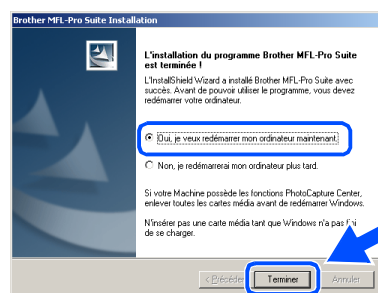 Brother MFL-Pro Suite Installation
L'installation du programme Brother MFL-Pro Suite
est terminée !
L'InstallShield Wizard a installé Brother MFL-Pro Suite avec
succès. Avant de pouvoir utiliser le programme, vous devez
redémarrer votre ordinateur.
Oui, je veux redémarrer mon ordinateur maintenant.
Non, je redémarrerai mon ordinateur plus tard.
Si votre Machine possède les fonctions PhotoCapture Center,
enlever toutes les cartes média avant de redémarrer Windows.
N'insérer pas une carte média tant que Windows n'a pas fini
de se charger.
< Précéden Terminer Annuler